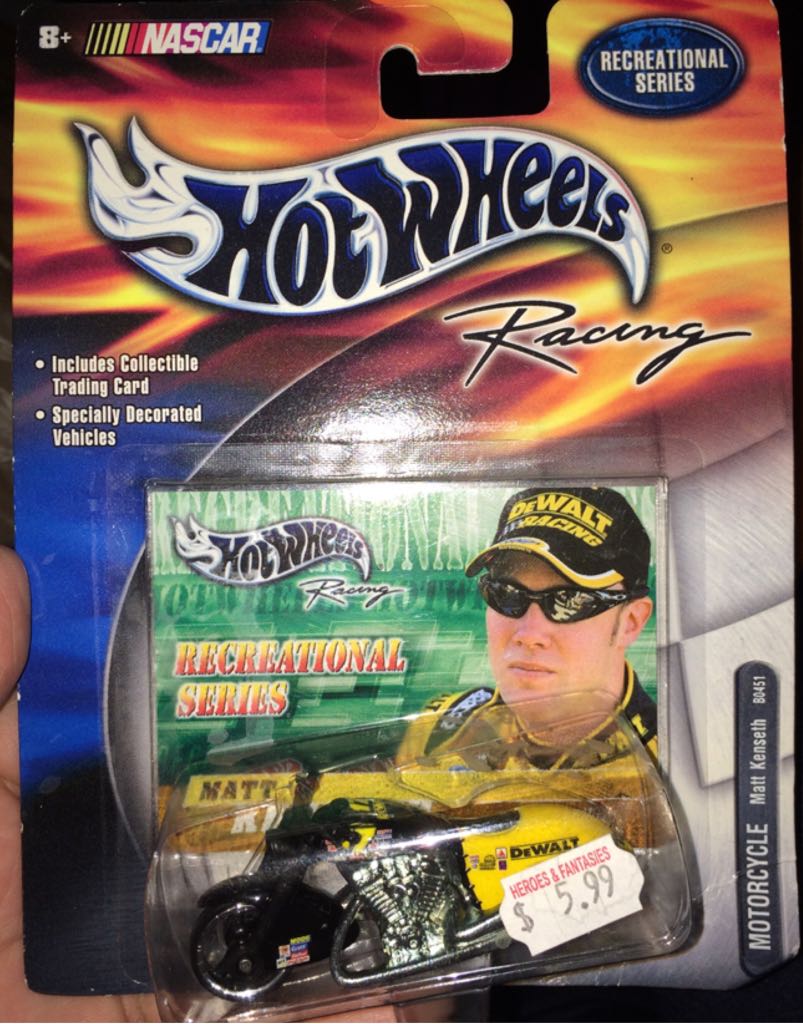 8+ NASCAR
RECREATIONAL
SERIES
HOT WHEELS
®
Racing
• Includes Collectible
Trading Card
• Specially Decorated
Vehicles
DEWALT
RACING
HOT WHEELS
Racing
RECREATIONAL
SERIES
MATT
DEWALT
HEROES & FANTASIES
$ 5.99
MOTORCYCLE Matt Kenseth B0451